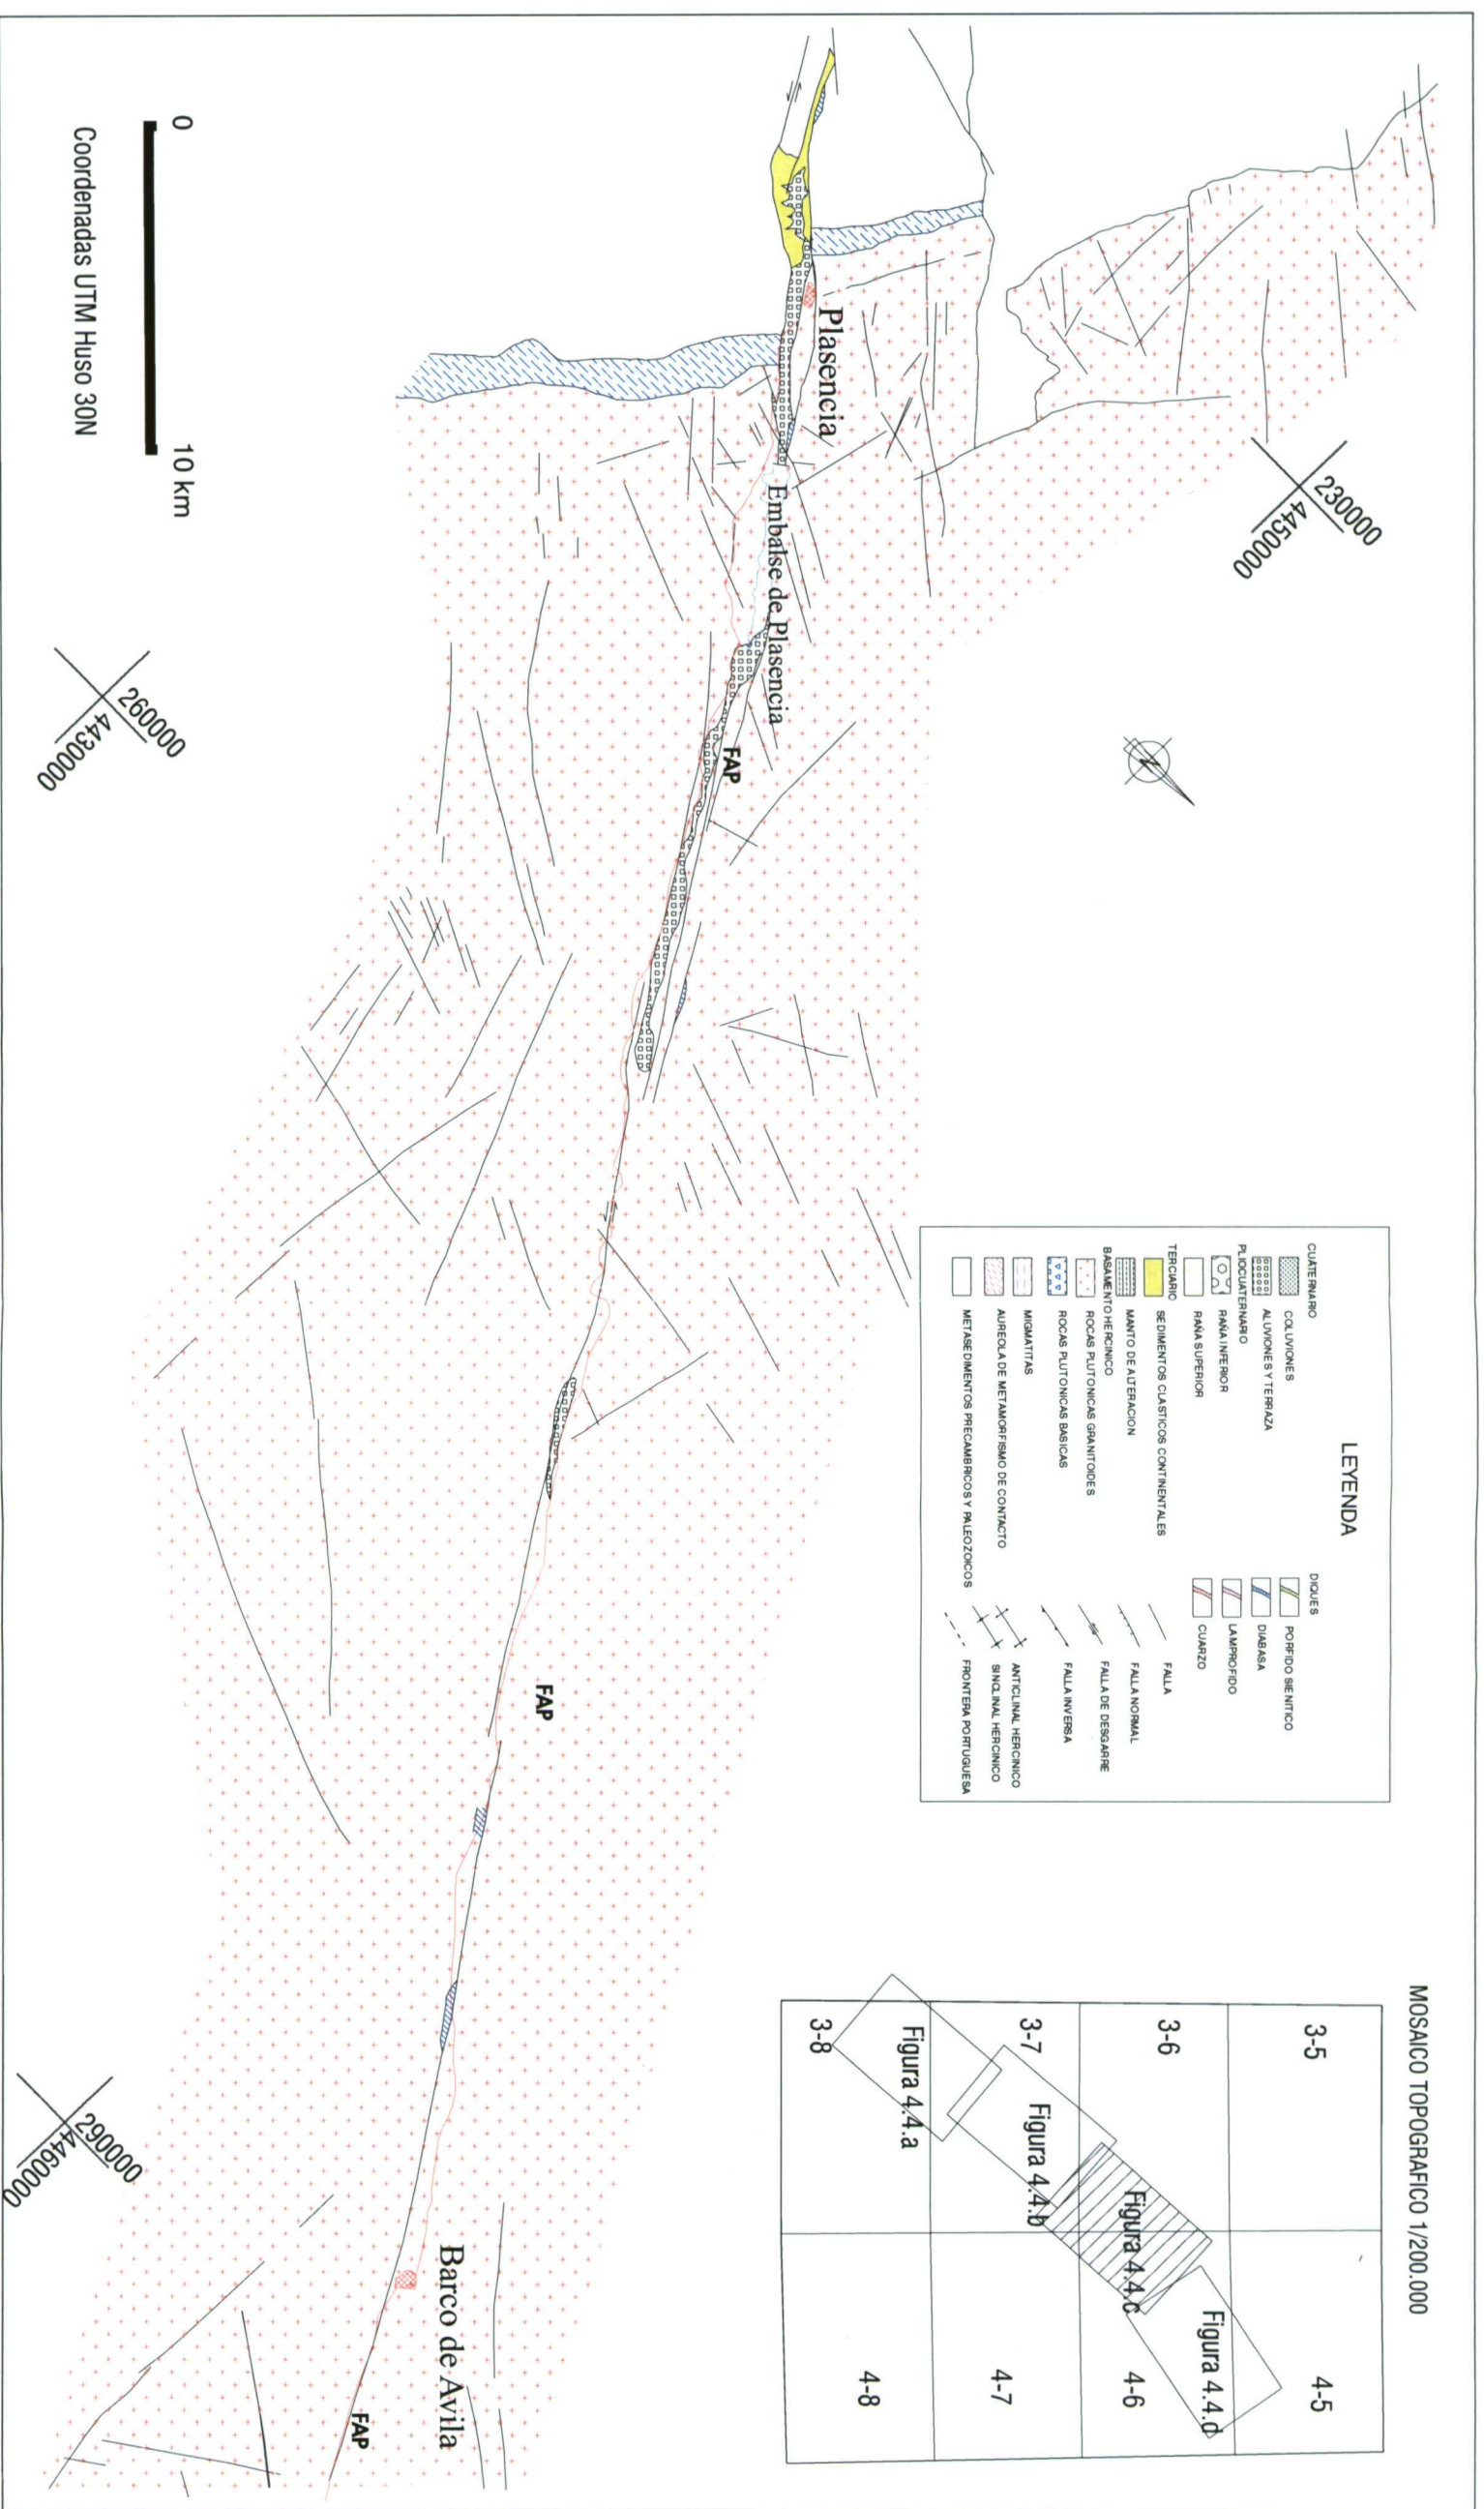 MOSAICO TOPOGRAFICO 1/200.000
3-5
4-5
3-6
4-6
3-7
4-7
3-8
4-8
Figura 4.4.a
Figura 4.4.b
Figura 4.4.c
Figura 4.4.d
LEYENDA
CUATERNARIO
COLUVIONES
ALUVIONES Y TERRAZA
PLIOCUATERNARIO
RAÑA INFERIOR
RAÑA SUPERIOR
TERCIARIO
SEDIMENTOS CLASTICOS CONTINENTALES
MANTO DE ALTERACION
BASAMENTO HERCINICO
ROCAS PLUTONICAS GRANITOIDES
ROCAS PLUTONICAS BASICAS
MIGMATITAS
AUREOLA DE METAMORFISMO DE CONTACTO
METASEDIMENTOS PRECAMBRICOS Y PALEOZOICOS
DIQUES
PORFIDO SIENITICO
DIABASA
LAMPROFIDO
CUARZO
FALLA
FALLA NORMAL
FALLA DE DESGARRE
FALLA INVERSA
ANTICLINAL HERCINICO
SINCLINAL HERCINICO
FRONTERA PORTUGUESA
230000
4450000
N
Plasencia
Embalse de Plasencia
FAP
FAP
Barco de Avila
FAP
260000
4430000
290000
4460000
0
10 km
Coordenadas UTM Huso 30N